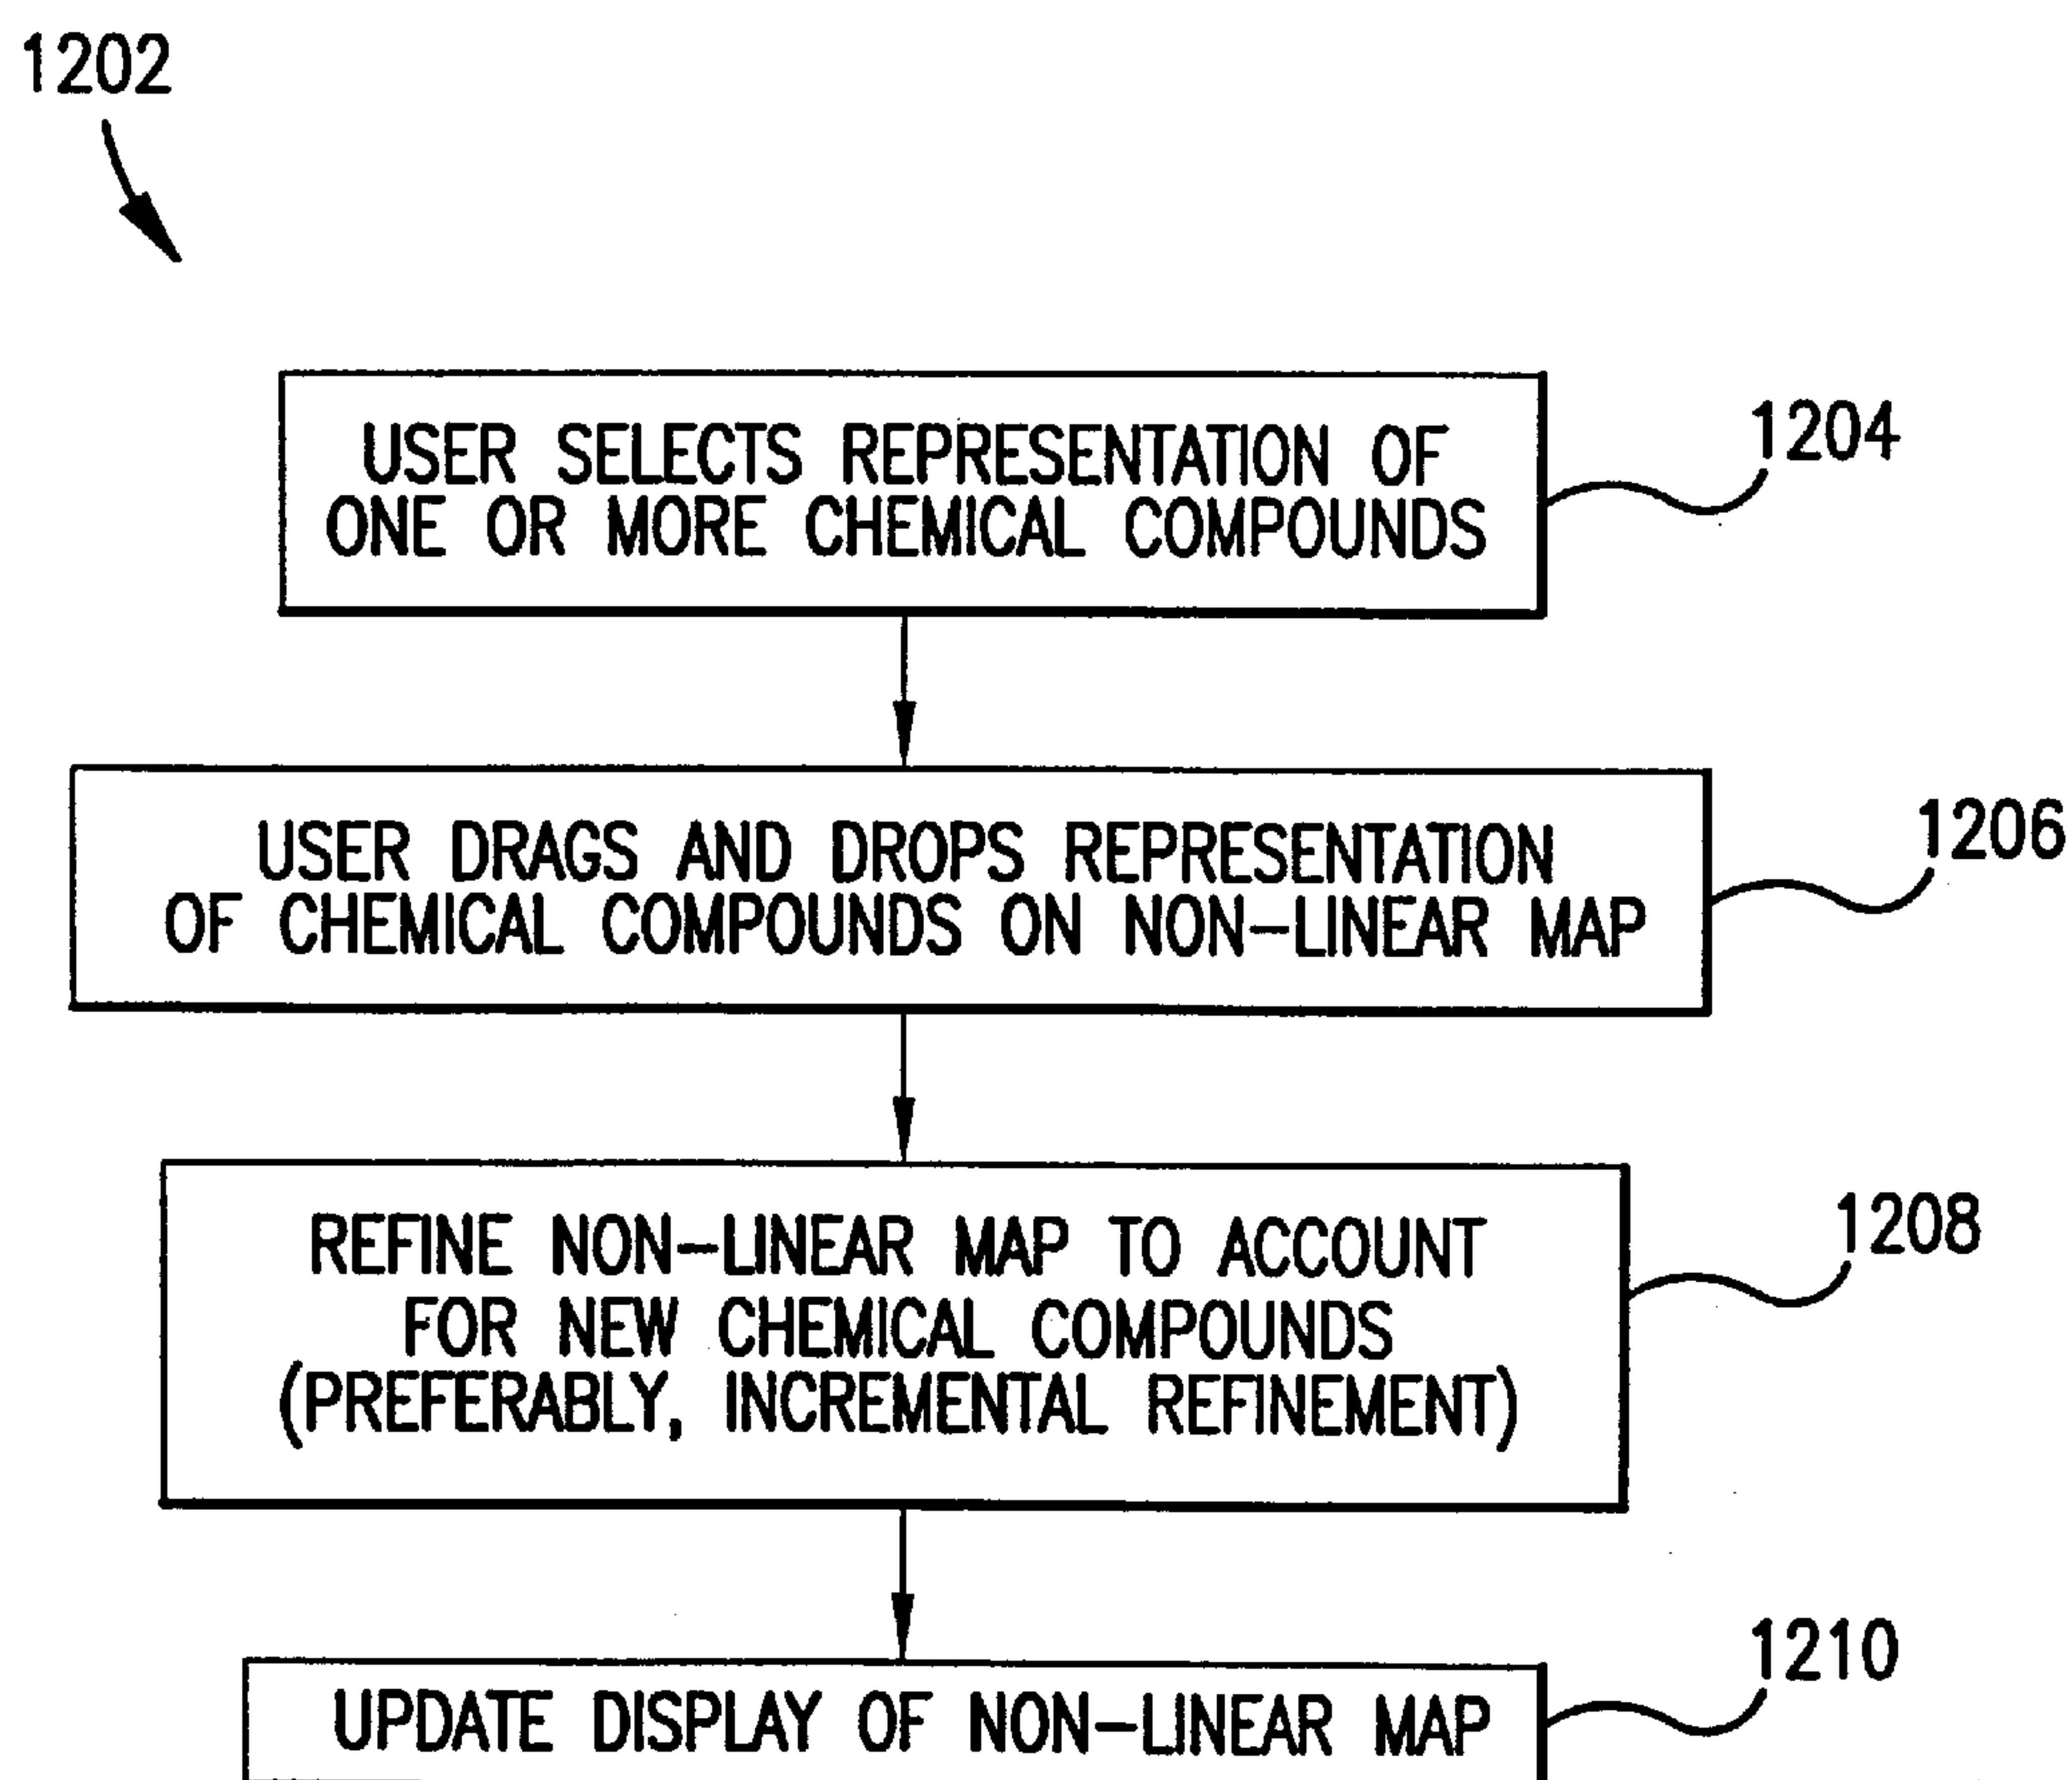 1202
USER SELECTS REPRESENTATION OF
ONE OR MORE CHEMICAL COMPOUNDS
1204
USER DRAGS AND DROPS REPRESENTATION
OF CHEMICAL COMPOUNDS ON NON-LINEAR MAP
1206
REFINE NON-LINEAR MAP TO ACCOUNT
FOR NEW CHEMICAL COMPOUNDS
(PREFERABLY, INCREMENTAL REFINEMENT)
1208
UPDATE DISPLAY OF NON-LINEAR MAP
1210